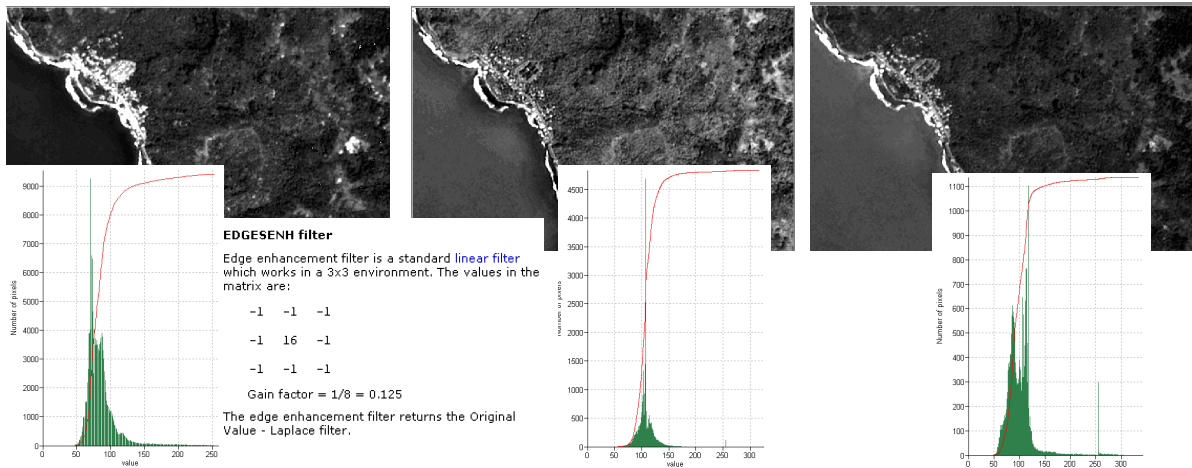 EDGESENH filter
Edge enhancement filter is a standard linear filter
which works in a 3x3 environment. The values in the
matrix are:
-1 -1 -1
-1 16 -1
-1 -1 -1
Gain factor = 1/8 = 0.125
The edge enhancement filter returns the Original
Value - Laplace filter.
Number of pixels
9000
8000
7000
6000
5000
4000
3000
2000
1000
0
0 50 100 150 200 250
value
Number of pixels
4500
4000
3500
3000
2500
2000
1500
1000
500
0
0 50 100 150 200 250 300
value
Number of pixels
1100
1000
900
800
700
600
500
400
300
200
100
0
0 50 100 150 200 250 300
value